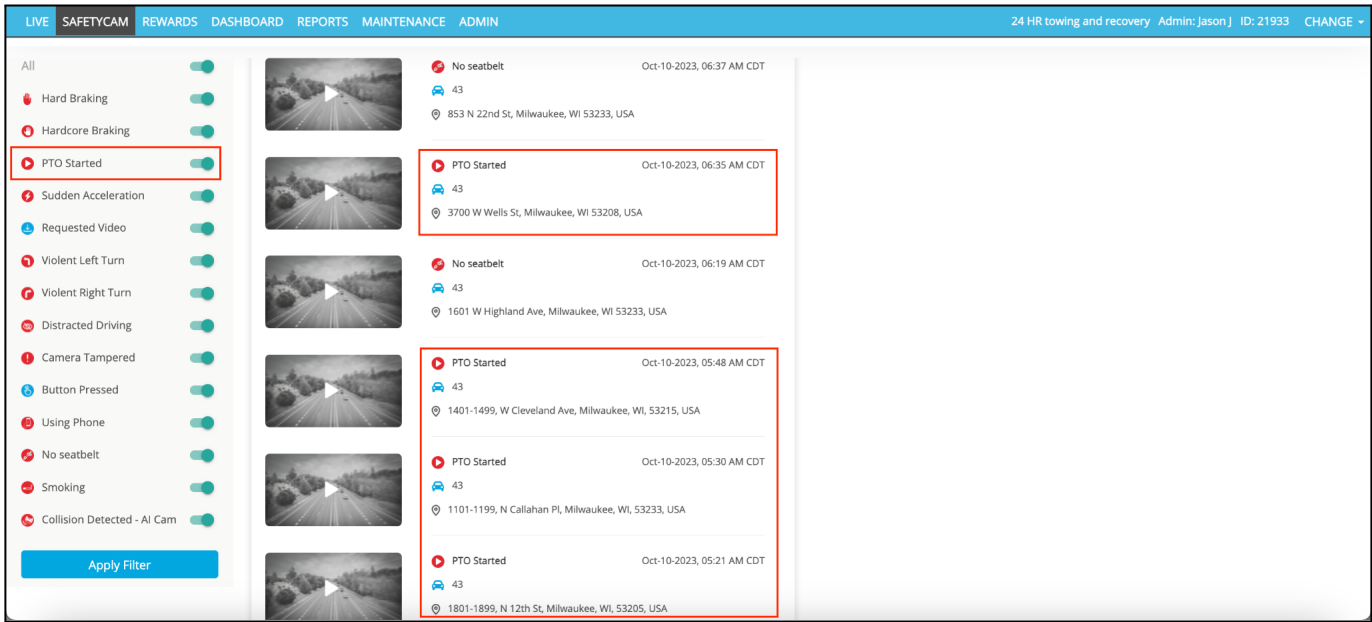 LIVE SAFETYCAM REWARDS DASHBOARD REPORTS MAINTENANCE ADMIN 24 HR towing and recovery Admin: Jason J ID: 21933 CHANGE
All
Hard Braking
Hardcore Braking
PTO Started
Sudden Acceleration
Requested Video
Violent Left Turn
Violent Right Turn
Distracted Driving
Camera Tampered
Button Pressed
Using Phone
No seatbelt
Smoking
Collision Detected - AI Cam
Apply Filter
No seatbelt Oct-10-2023, 06:37 AM CDT
43
853 N 22nd St, Milwaukee, WI 53233, USA
PTO Started Oct-10-2023, 06:35 AM CDT
43
3700 W Wells St, Milwaukee, WI 53208, USA
No seatbelt Oct-10-2023, 06:19 AM CDT
43
1601 W Highland Ave, Milwaukee, WI 53233, USA
PTO Started Oct-10-2023, 05:48 AM CDT
43
1401-1499, W Cleveland Ave, Milwaukee, WI, 53215, USA
PTO Started Oct-10-2023, 05:30 AM CDT
43
1101-1199, N Callahan Pl, Milwaukee, WI, 53233, USA
PTO Started Oct-10-2023, 05:21 AM CDT
43
1801-1899, N 12th St, Milwaukee, WI, 53205, USA